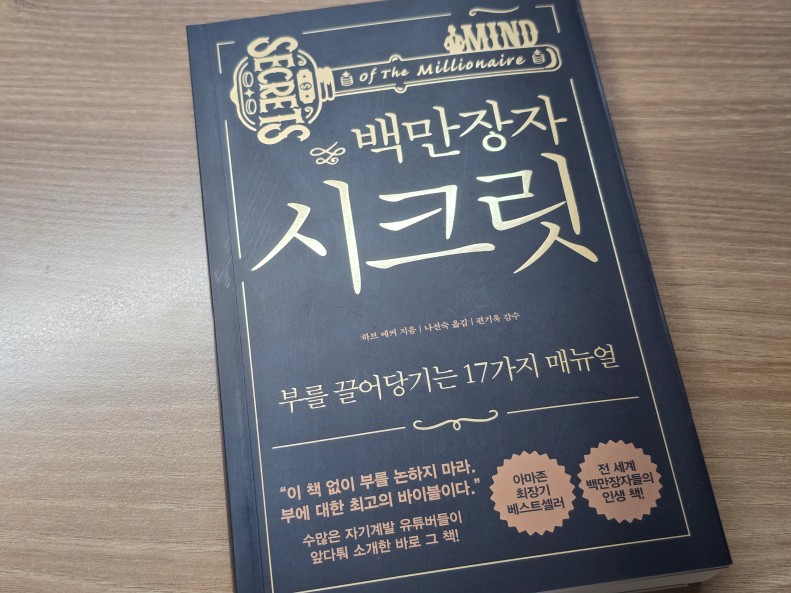 SECRETS
Of The Millionaire
MIND
백만장자
시크릿
하브 에커 지음 | 나선숙 옮김 | 편기욱 감수
부를 끌어당기는 17가지 매뉴얼
"이 책 없이 부를 논하지 마라.
부에 대한 최고의 바이블이다."
수많은 자기계발 유튜버들이
앞다퉈 소개한 바로 그 책!
아마존
최장기
베스트셀러
전 세계
백만장자들의
인생 책!